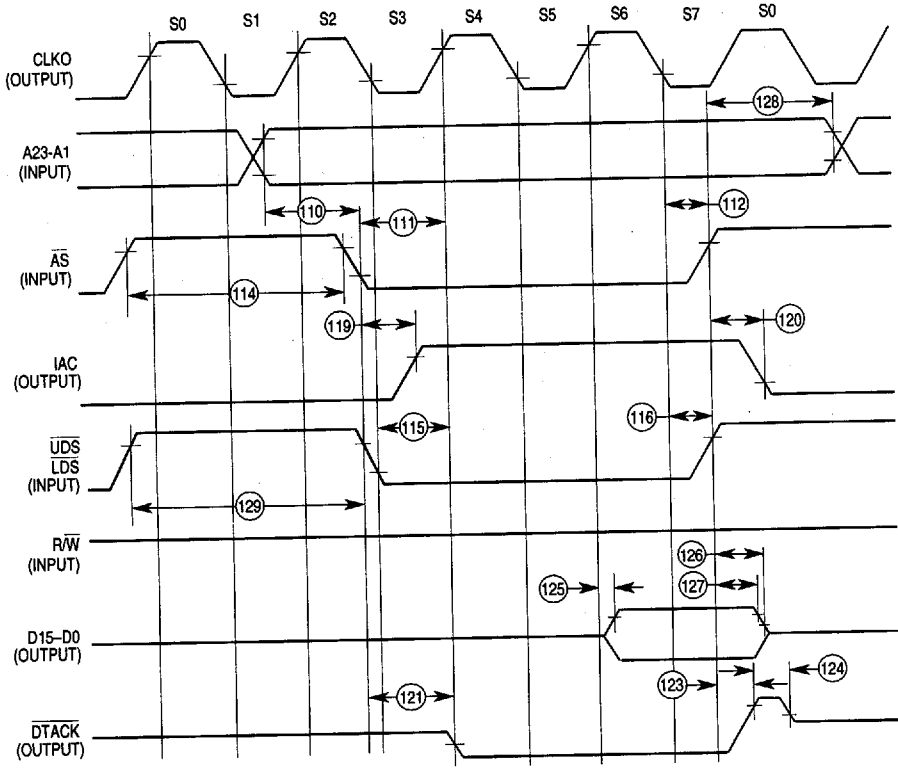 S0 S1 S2 S3 S4 S5 S6 S7 S0
CLKO
(OUTPUT)
128
A23-A1
(INPUT)
110 111 112
AS
(INPUT)
114
119 120
IAC
(OUTPUT)
115 116
UDS
LDS
(INPUT)
129
R/W
(INPUT)
126
125 127
D15–D0
(OUTPUT)
123 124
121
DTACK
(OUTPUT)